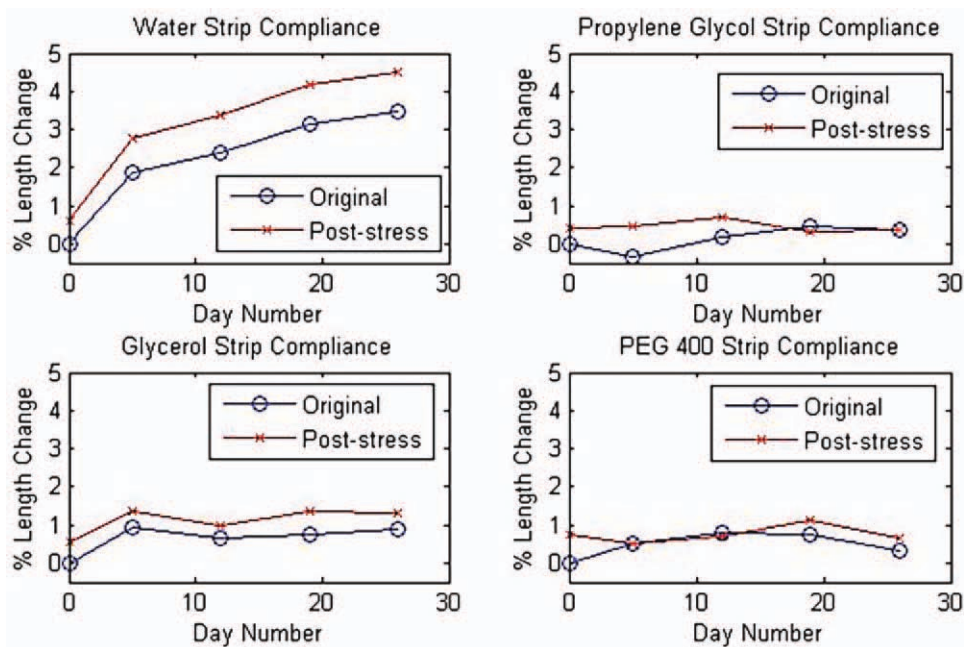 Water Strip Compliance
% Length Change
5
4
3
2
1
0
Original
Post-stress
0
10
20
30
Day Number
Propylene Glycol Strip Compliance
% Length Change
5
4
3
2
1
0
Original
Post-stress
0
10
20
30
Day Number
Glycerol Strip Compliance
% Length Change
5
4
3
2
1
0
Original
Post-stress
0
10
20
30
Day Number
PEG 400 Strip Compliance
% Length Change
5
4
3
2
1
0
Original
Post-stress
0
10
20
30
Day Number